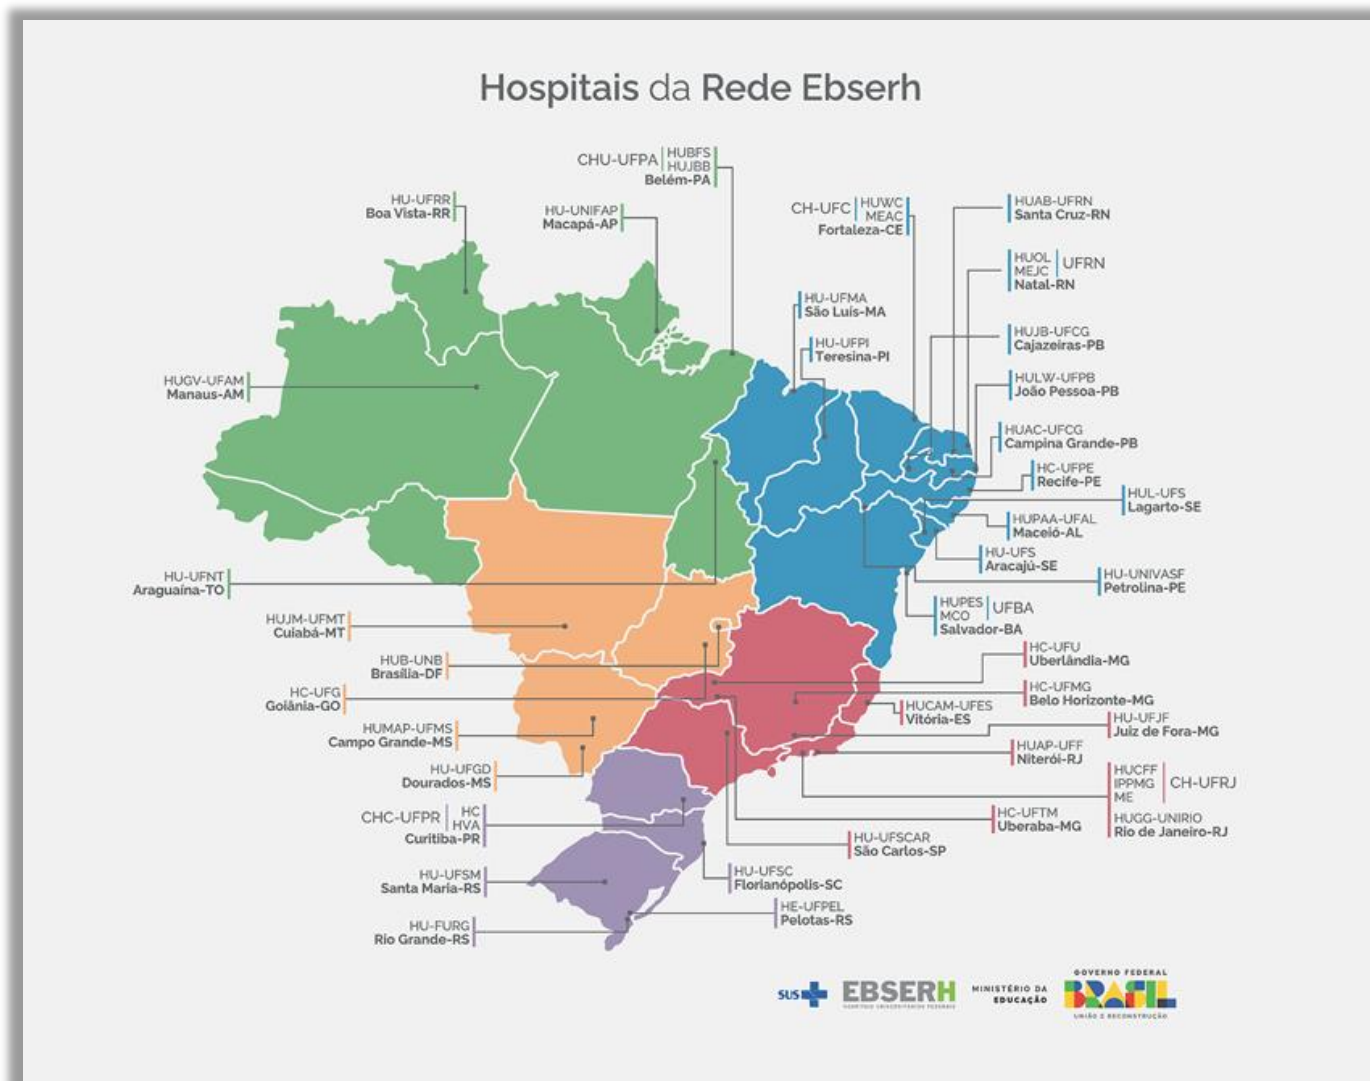 Hospitais da Rede Ebserh
CHU-UFPA
HUBFS
HUJBB
Belém-PA
HU-UFRR
Boa Vista-RR
HU-UNIFAP
Macapá-AP
CH-UFC
HUWC
MEAC
Fortaleza-CE
HUAB-UFRN
Santa Cruz-RN
HUOL
MEJC
UFRN
Natal-RN
HU-UFMA
São Luís-MA
HU-UFPI
Teresina-PI
HUJB-UFCG
Cajazeiras-PB
HULW-UFPB
João Pessoa-PB
HUGV-UFAM
Manaus-AM
HUAC-UFCG
Campina Grande-PB
HC-UFPE
Recife-PE
HUL-UFS
Lagarto-SE
HUPAA-UFAL
Maceió-AL
HU-UFS
Aracajú-SE
HU-UNIVASF
Petrolina-PE
HU-UFNT
Araguaína-TO
HUPES
MCO
UFBA
Salvador-BA
HUJM-UFMT
Cuiabá-MT
HUB-UNB
Brasília-DF
HC-UFU
Uberlândia-MG
HC-UFG
Goiânia-GO
HC-UFMG
Belo Horizonte-MG
HUCAM-UFES
Vitória-ES
HU-UFJF
Juiz de Fora-MG
HUMAP-UFMS
Campo Grande-MS
HUAP-UFF
Niterói-RJ
HU-UFGD
Dourados-MS
HUCFF
IPPMG
ME
CH-UFRJ
HUGG-UNIRIO
Rio de Janeiro-RJ
CHC-UFPR
HC
HVA
Curitiba-PR
HC-UFTM
Uberaba-MG
HU-UFSCAR
São Carlos-SP
HU-UFSM
Santa Maria-RS
HU-UFSC
Florianópolis-SC
HE-UFPEL
Pelotas-RS
HU-FURG
Rio Grande-RS
SUS
EBSERH
HOSPITAIS UNIVERSITÁRIOS FEDERAIS
MINISTÉRIO DA
EDUCAÇÃO
GOVERNO FEDERAL
BRASIL
UNIÃO E RECONSTRUÇÃO